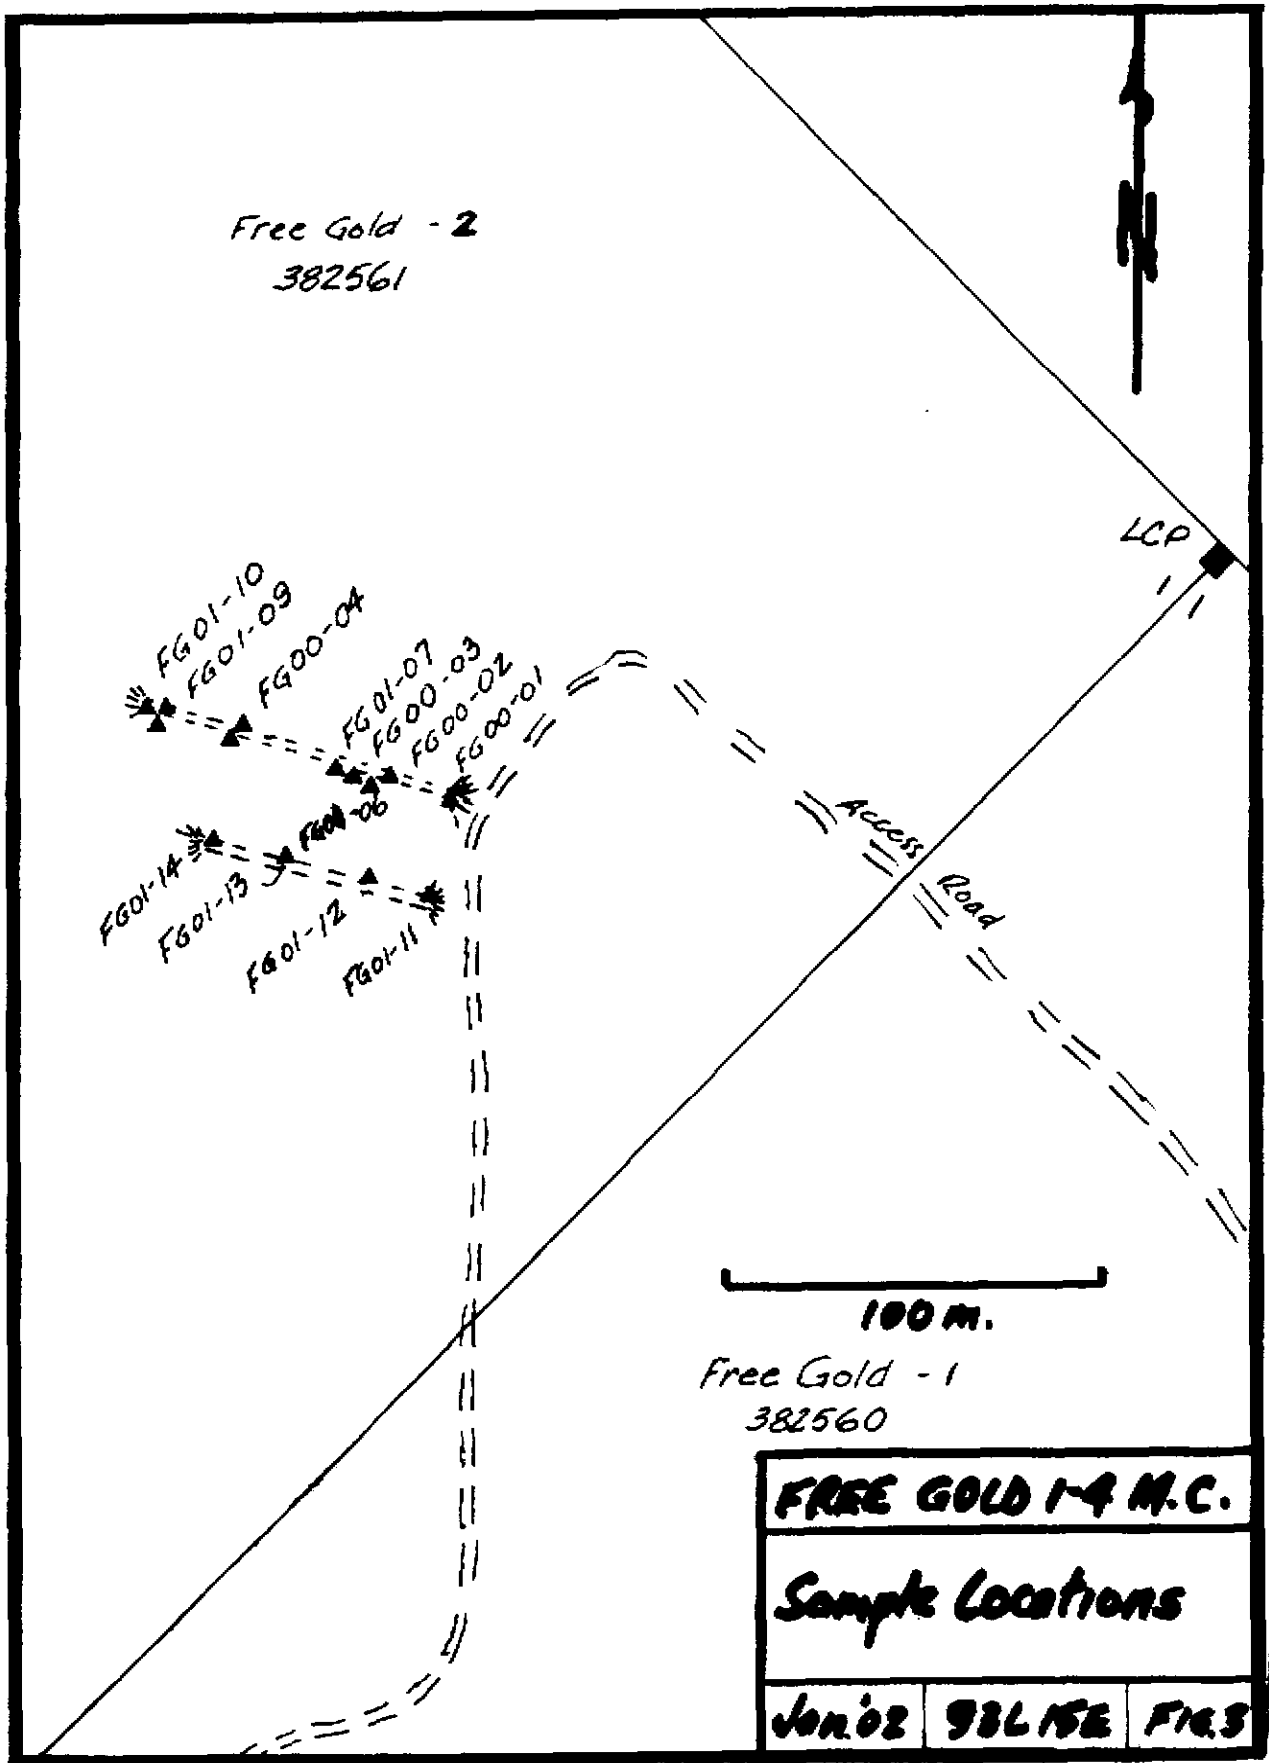 N
Free Gold - 2
382561
LCP
FG01-10
FG01-09
FG00-04
FG01-07
FG00-03
FG00-02
FG00-01
FG01-14
FG01-13
FG01-12
FG01-11
Access Road
100 m.
Free Gold - 1
382560
FREE GOLD 1-4 M.C.
Sample Locations
Jan.'02
93L 15E
FIG.3